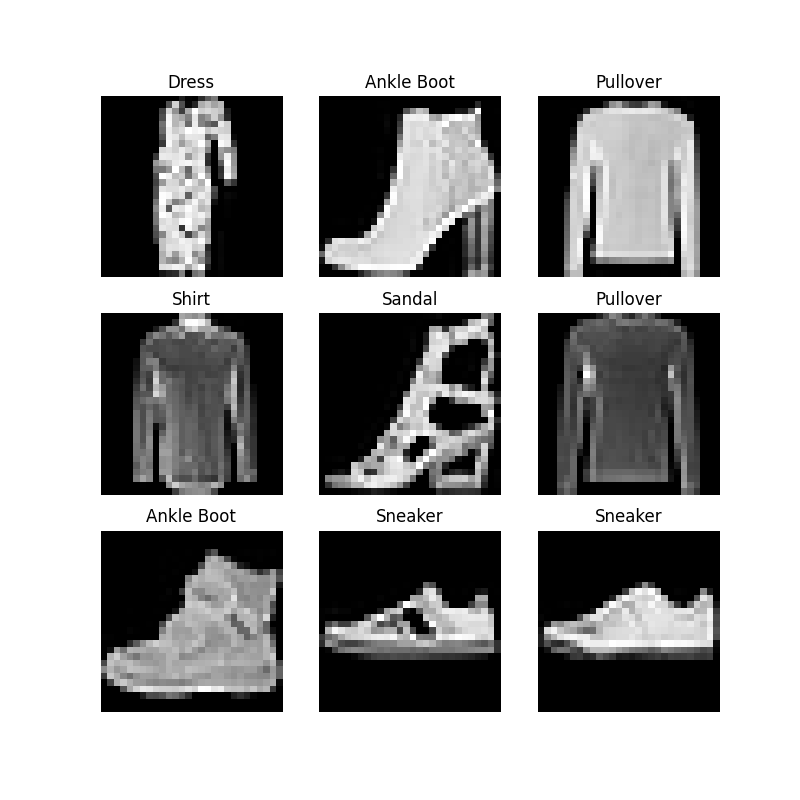 Dress
Ankle Boot
Pullover
Shirt
Sandal
Pullover
Ankle Boot
Sneaker
Sneaker